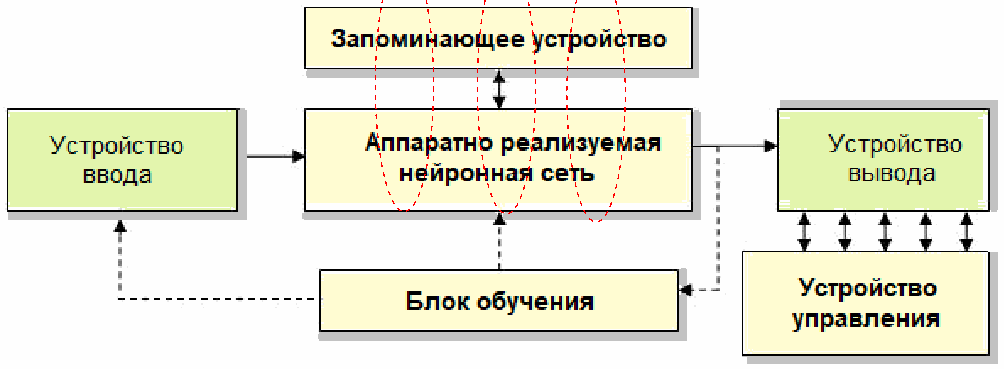 Запоминающее устройство
Устройство
ввода
Аппаратно реализуемая
нейронная сеть
Устройство
вывода
Блок обучения
Устройство
управления